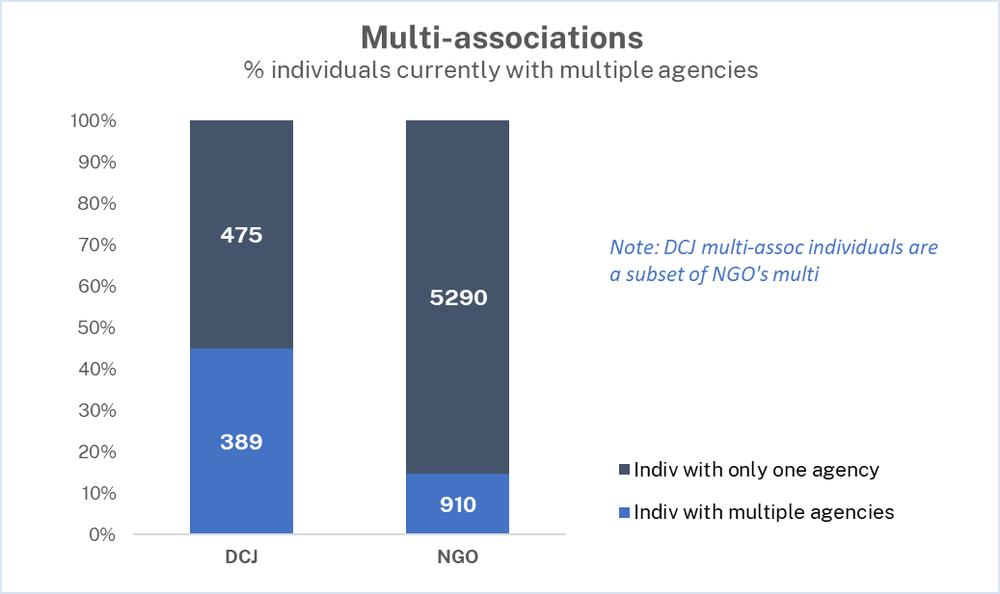 Multi-associations
% individuals currently with multiple agencies
100%
90%
80%
70%
60%
50%
40%
30%
20%
10%
0%
475
389
5290
910
DCJ
NGO
Note: DCJ multi-assoc individuals are
a subset of NGO's multi
Indiv with only one agency
Indiv with multiple agencies